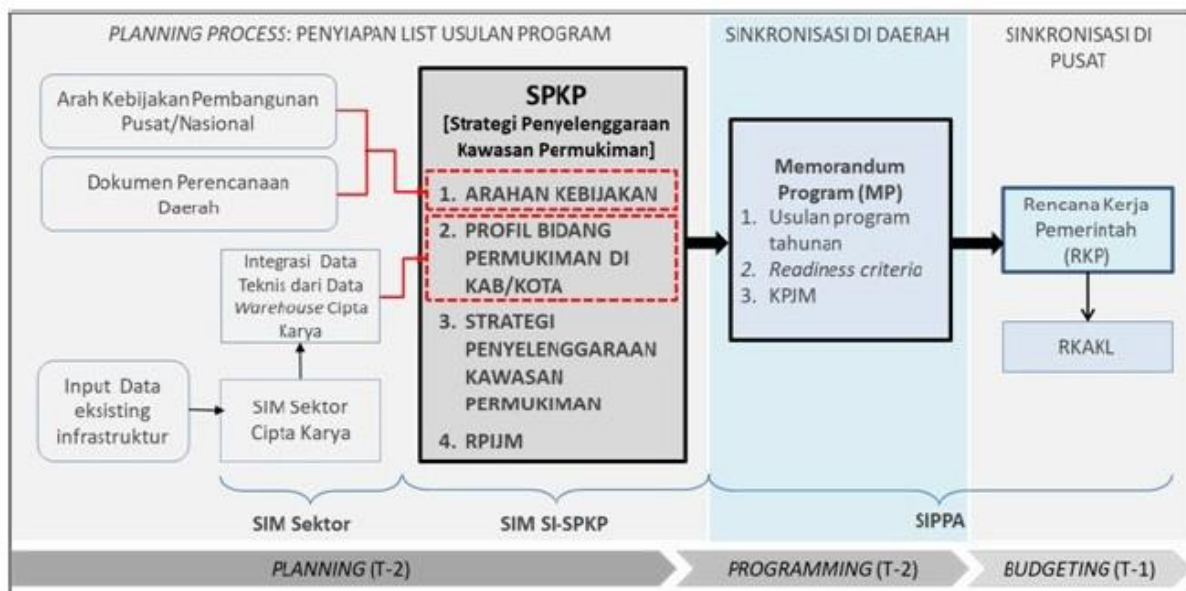 PLANNING PROCESS: PENYIAPAN LIST USULAN PROGRAM
SINKRONISASI DI DAERAH
SINKRONISASI DI
PUSAT
Arah Kebijakan Pembangunan
Pusat/Nasional
Dokumen Perencanaan
Daerah
Integrasi Data
Teknis dari Data
Warehouse Cipta
Karya
Input Data
eksisting
infrastruktur
SIM Sektor
Cipta Karya
SPKP
[Strategi Penyelenggaraan
Kawasan Permukiman]
1. ARAHAN KEBIJAKAN
2. PROFIL BIDANG
PERMUKIMAN DI
KAB/KOTA
3. STRATEGI
PENYELENGGARAAN
KAWASAN
PERMUKIMAN
4. RPIJM
Memorandum
Program (MP)
1. Usulan program
tahunan
2. Readiness criteria
3. KPJM
Rencana Kerja
Pemerintah
(RKP)
RKAKL
SIM Sektor
SIM SI-SPKP
SIPPA
PLANNING (T-2)
PROGRAMMING (T-2)
BUDGETING (T-1)